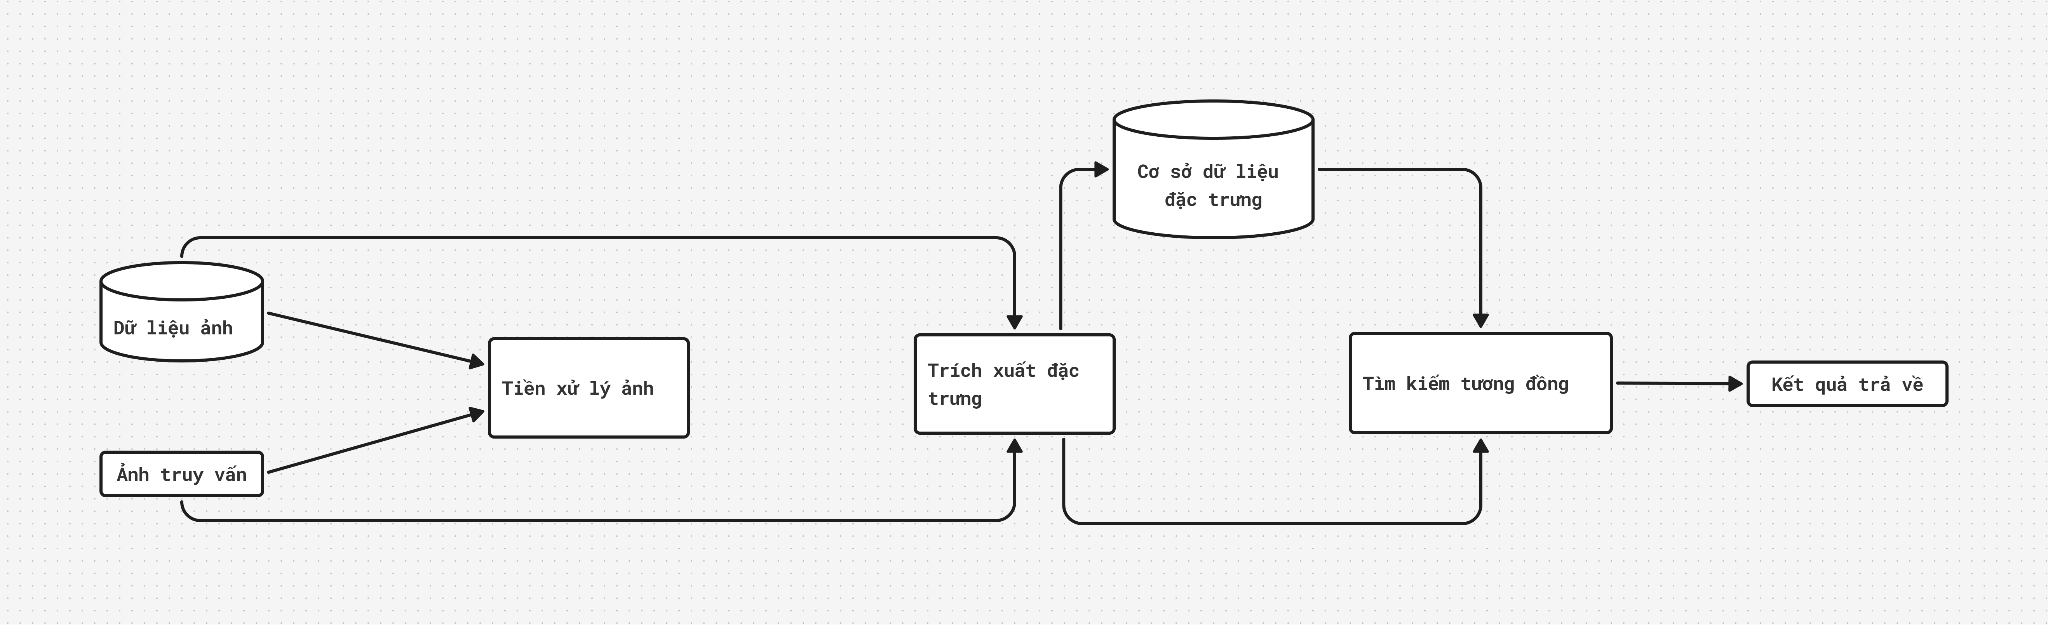 Cơ sở dữ liệu
đặc trưng
Dữ liệu ảnh
Tiền xử lý ảnh
Trích xuất đặc
trưng
Tìm kiếm tương đồng
Kết quả trả về
Ảnh truy vấn